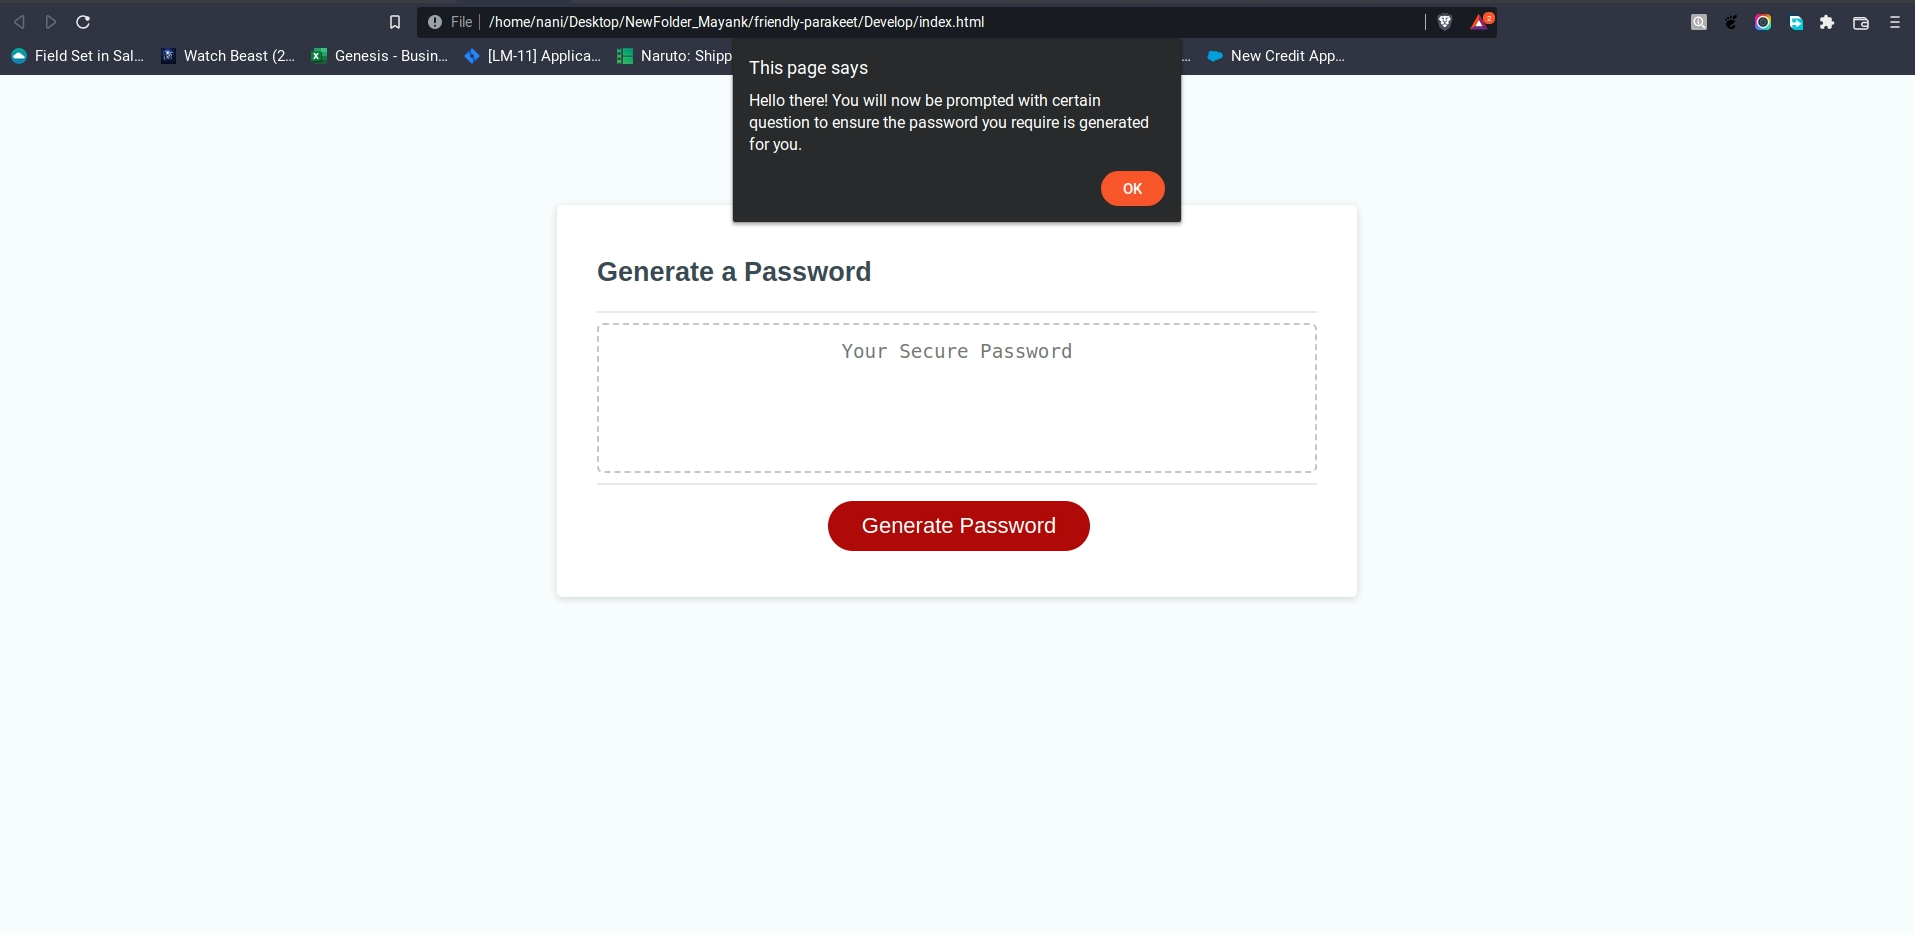 File /home/nani/Desktop/NewFolder_Mayank/friendly-parakeet/Develop/index.html 2
Field Set in Sal... Watch Beast (2... Genesis - Busin... [LM-11] Applica... Naruto: Shipp ... New Credit App...
This page says
Hello there! You will now be prompted with certain
question to ensure the password you require is generated
for you.
OK
Generate a Password
Your Secure Password
Generate Password